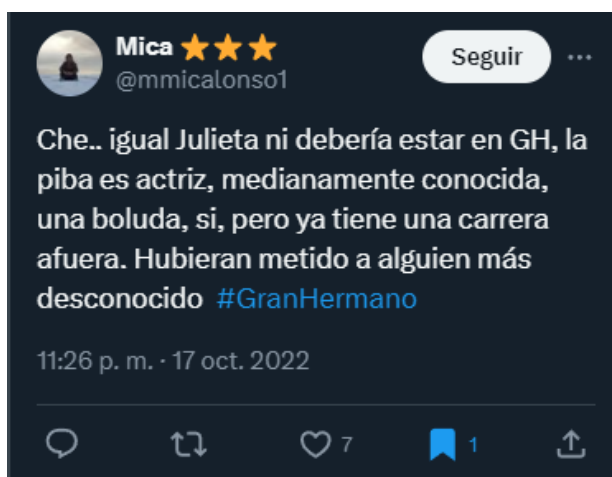 Mica ⭐⭐⭐
@mmicalonso1
Seguir
Che.. igual Julieta ni debería estar en GH, la
piba es actriz, medianamente conocida,
una boluda, si, pero ya tiene una carrera
afuera. Hubieran metido a alguien más
desconocido #GranHermano
11:26 p. m. · 17 oct. 2022
7
1